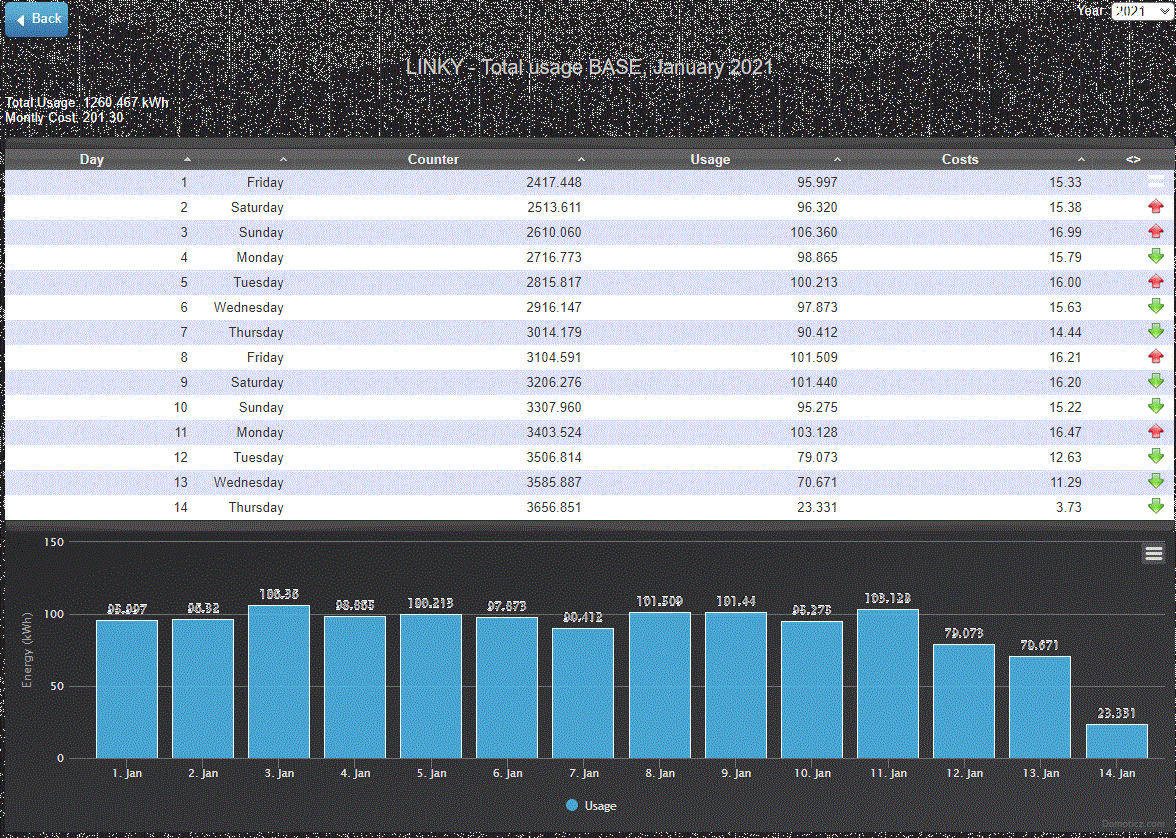 Back
Year: 2021
LINKY - Total usage BASE, January 2021
Total Usage: 1260.467 kWh
Montly Cost: 201.30
Day Counter Usage Costs <>
1 Friday 2417.448 95.997 15.33
2 Saturday 2513.611 96.320 15.38
3 Sunday 2610.060 106.360 16.99
4 Monday 2716.773 98.865 15.79
5 Tuesday 2815.817 100.213 16.00
6 Wednesday 2916.147 97.873 15.63
7 Thursday 3014.179 90.412 14.44
8 Friday 3104.591 101.509 16.21
9 Saturday 3206.276 101.440 16.20
10 Sunday 3307.960 95.275 15.22
11 Monday 3403.524 103.128 16.47
12 Tuesday 3506.814 79.073 12.63
13 Wednesday 3585.887 70.671 11.29
14 Thursday 3656.851 23.331 3.73
Energy (kWh)
150
100
50
0
95.997 96.32 106.36 98.865 100.213 97.873 90.412 101.509 101.44 95.275 103.128 79.073 70.671 23.331
1. Jan 2. Jan 3. Jan 4. Jan 5. Jan 6. Jan 7. Jan 8. Jan 9. Jan 10. Jan 11. Jan 12. Jan 13. Jan 14. Jan
Usage
Domoticz.com